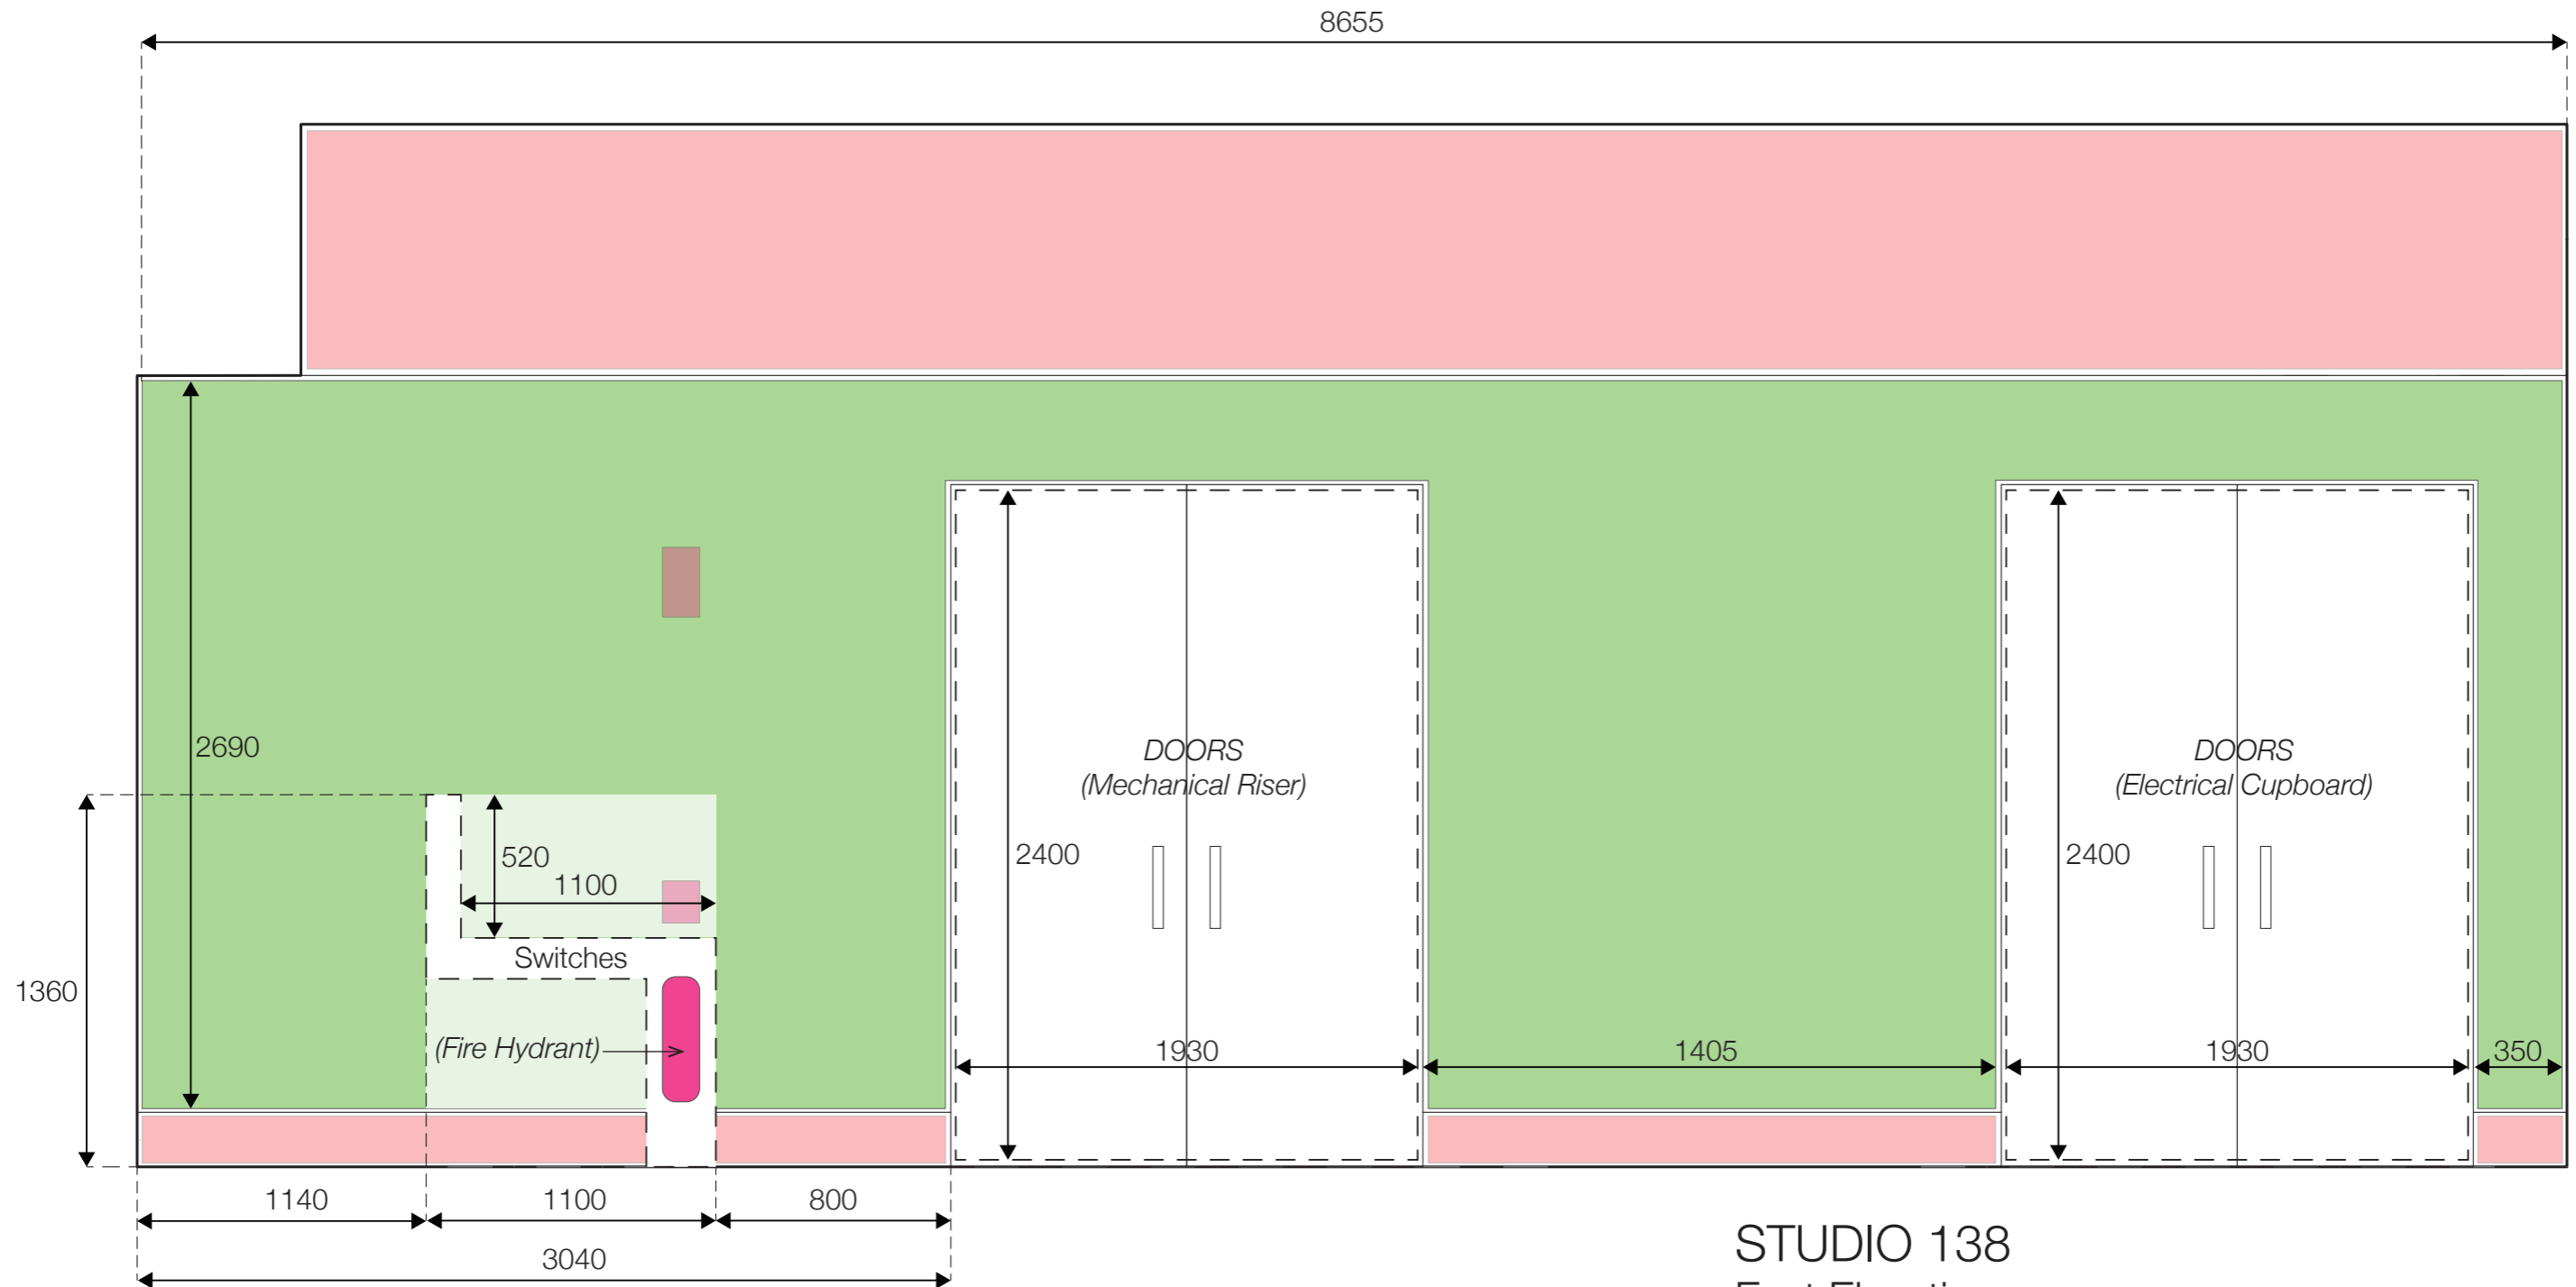 8655
2690
DOORS
(Mechanical Riser)
DOORS
(Electrical Cupboard)
520
1100
2400
2400
Switches
1360
(Fire Hydrant)
1930
1405
1930
350
1140
1100
800
3040
STUDIO 138